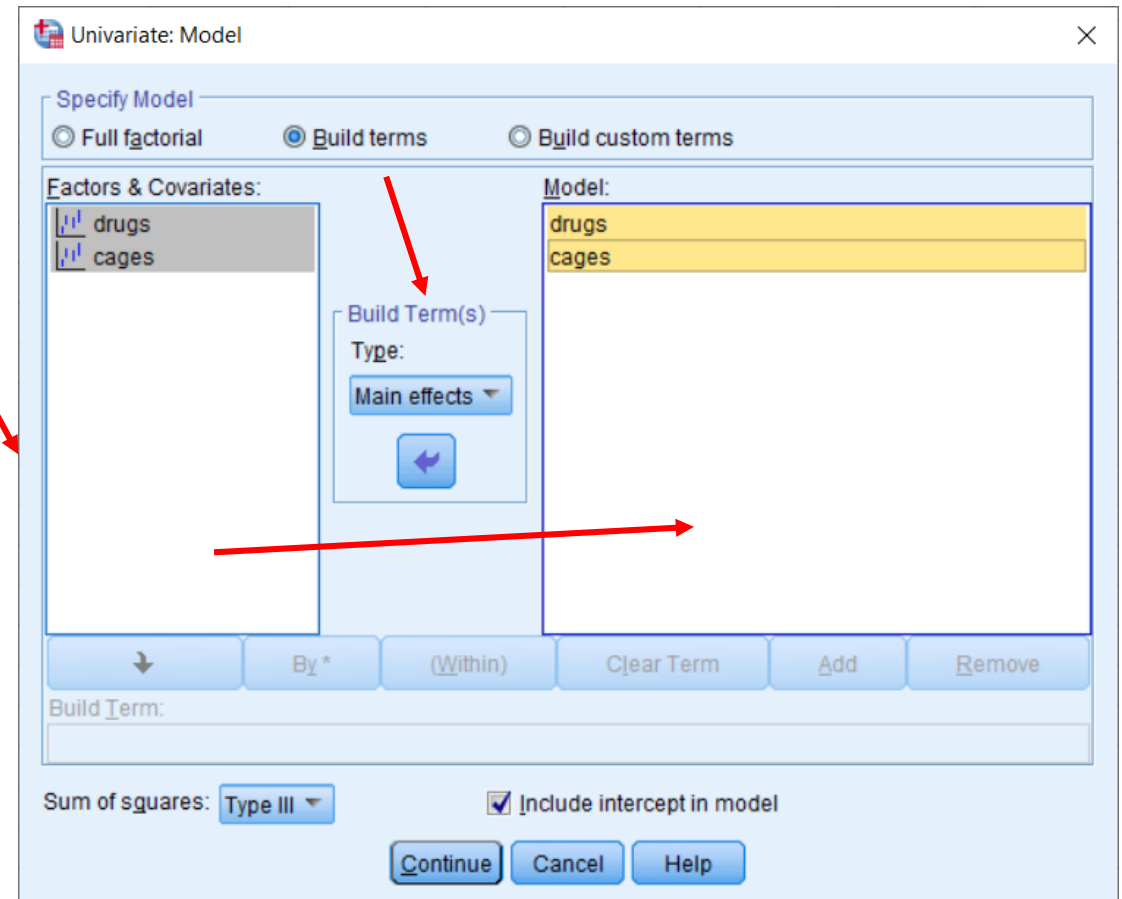 Univariate: Model
Specify Model
Full factorial Build terms Build custom terms
Factors & Covariates: Model:
drugs drugs
cages cages
Build Term(s)
Type:
Main effects
By * (Within) Clear Term Add Remove
Build Term:
Sum of squares: Type III Include intercept in model
Continue Cancel Help